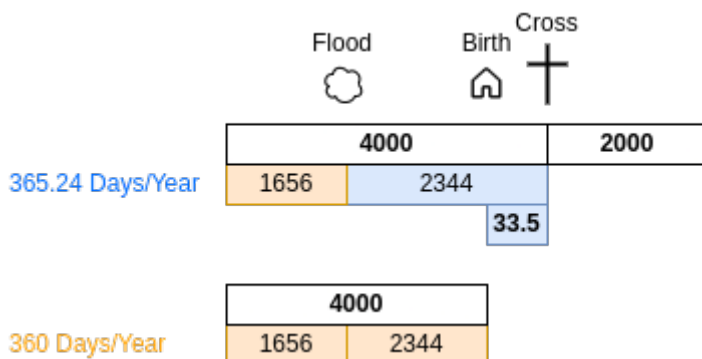 Cross
Flood Birth
4000 2000
365.24 Days/Year 1656 2344
33.5
4000
360 Days/Year 1656 2344